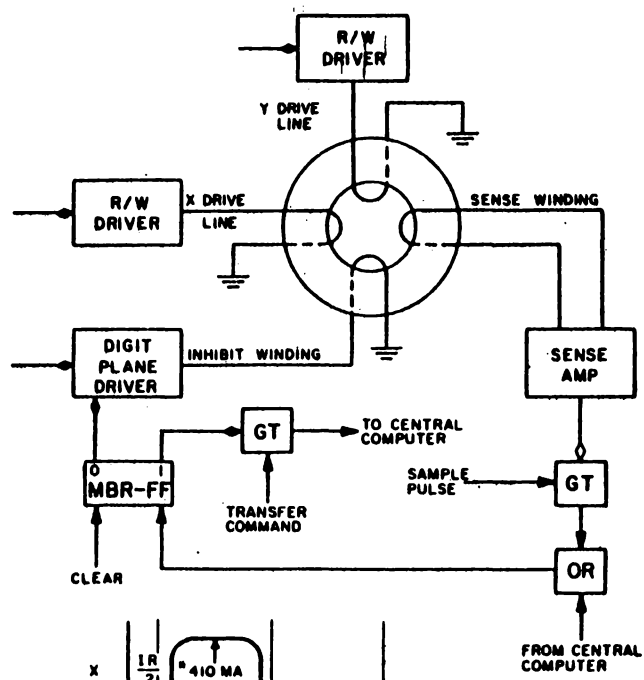 R/W
DRIVER
Y DRIVE
LINE
R/W
DRIVER
X DRIVE
LINE
SENSE WINDING
DIGIT
PLANE
DRIVER
INHIBIT WINDING
SENSE
AMP
GT
TO CENTRAL
COMPUTER
0 1
MBR-FF
TRANSFER
COMMAND
SAMPLE
PULSE
GT
CLEAR
OR
FROM CENTRAL
COMPUTER
X
IR
410 MA